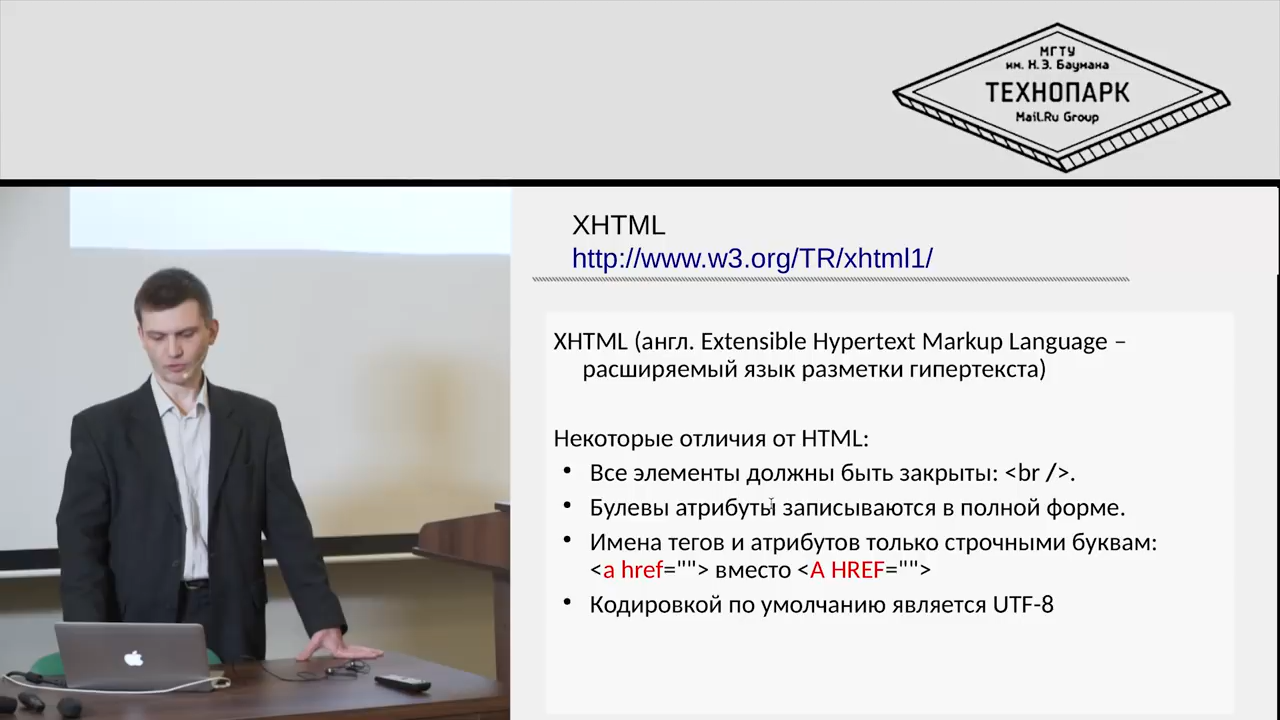 МГТУ
им. Н.Э. Баумана
ТЕХНОПАРК
Mail.Ru Group
XHTML
http://www.w3.org/TR/xhtml1/
XHTML (англ. Extensible Hypertext Markup Language –
расширяемый язык разметки гипертекста)
Некоторые отличия от HTML:
• Все элементы должны быть закрыты: <br />.
• Булевы атрибуты записываются в полной форме.
• Имена тегов и атрибутов только строчными буквам:
<a href=""> вместо <A HREF="">
• Кодировкой по умолчанию является UTF-8